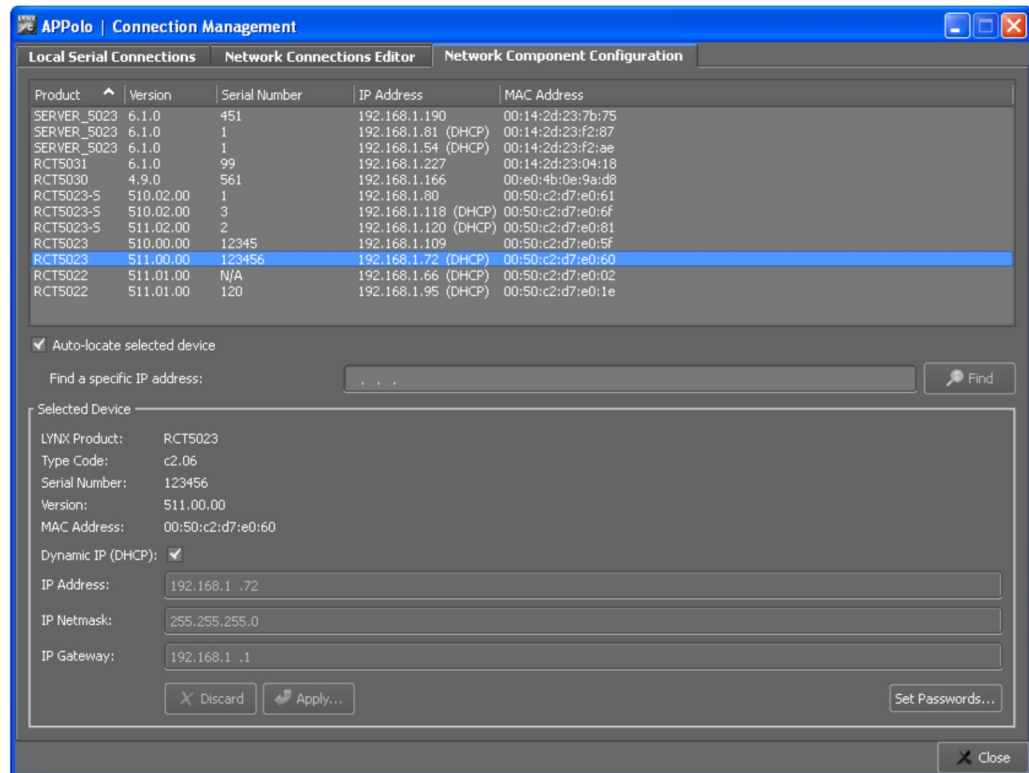 LYNX
APPolo | Connection Management
Local Serial Connections Network Connections Editor Network Component Configuration
Product Version Serial Number IP Address MAC Address
SERVER_5023 6.1.0 451 192.168.1.190 00:14:2d:23:7b:75
SERVER_5023 6.1.0 1 192.168.1.81 (DHCP) 00:14:2d:23:f2:87
SERVER_5023 6.1.0 1 192.168.1.54 (DHCP) 00:14:2d:23:f2:ae
RCT5031 6.1.0 99 192.168.1.227 00:14:2d:23:04:18
RCT5030 4.9.0 561 192.168.1.166 00:e0:4b:0e:9a:d8
RCT5023-S 510.02.00 1 192.168.1.80 00:50:c2:d7:e0:61
RCT5023-S 510.02.00 3 192.168.1.118 (DHCP) 00:50:c2:d7:e0:6f
RCT5023-S 511.02.00 2 192.168.1.120 (DHCP) 00:50:c2:d7:e0:81
RCT5023 510.00.00 12345 192.168.1.109 00:50:c2:d7:e0:5f
RCT5023 511.00.00 123456 192.168.1.72 (DHCP) 00:50:c2:d7:e0:60
RCT5022 511.01.00 N/A 192.168.1.66 (DHCP) 00:50:c2:d7:e0:02
RCT5022 511.01.00 120 192.168.1.95 (DHCP) 00:50:c2:d7:e0:1e
Auto-locate selected device
Find a specific IP address: . . . Find
Selected Device
LYNX Product: RCT5023
Type Code: c2.06
Serial Number: 123456
Version: 511.00.00
MAC Address: 00:50:c2:d7:e0:60
Dynamic IP (DHCP):
IP Address: 192.168.1 .72
IP Netmask: 255.255.255.0
IP Gateway: 192.168.1 .1
Discard Apply... Set Passwords...
Close